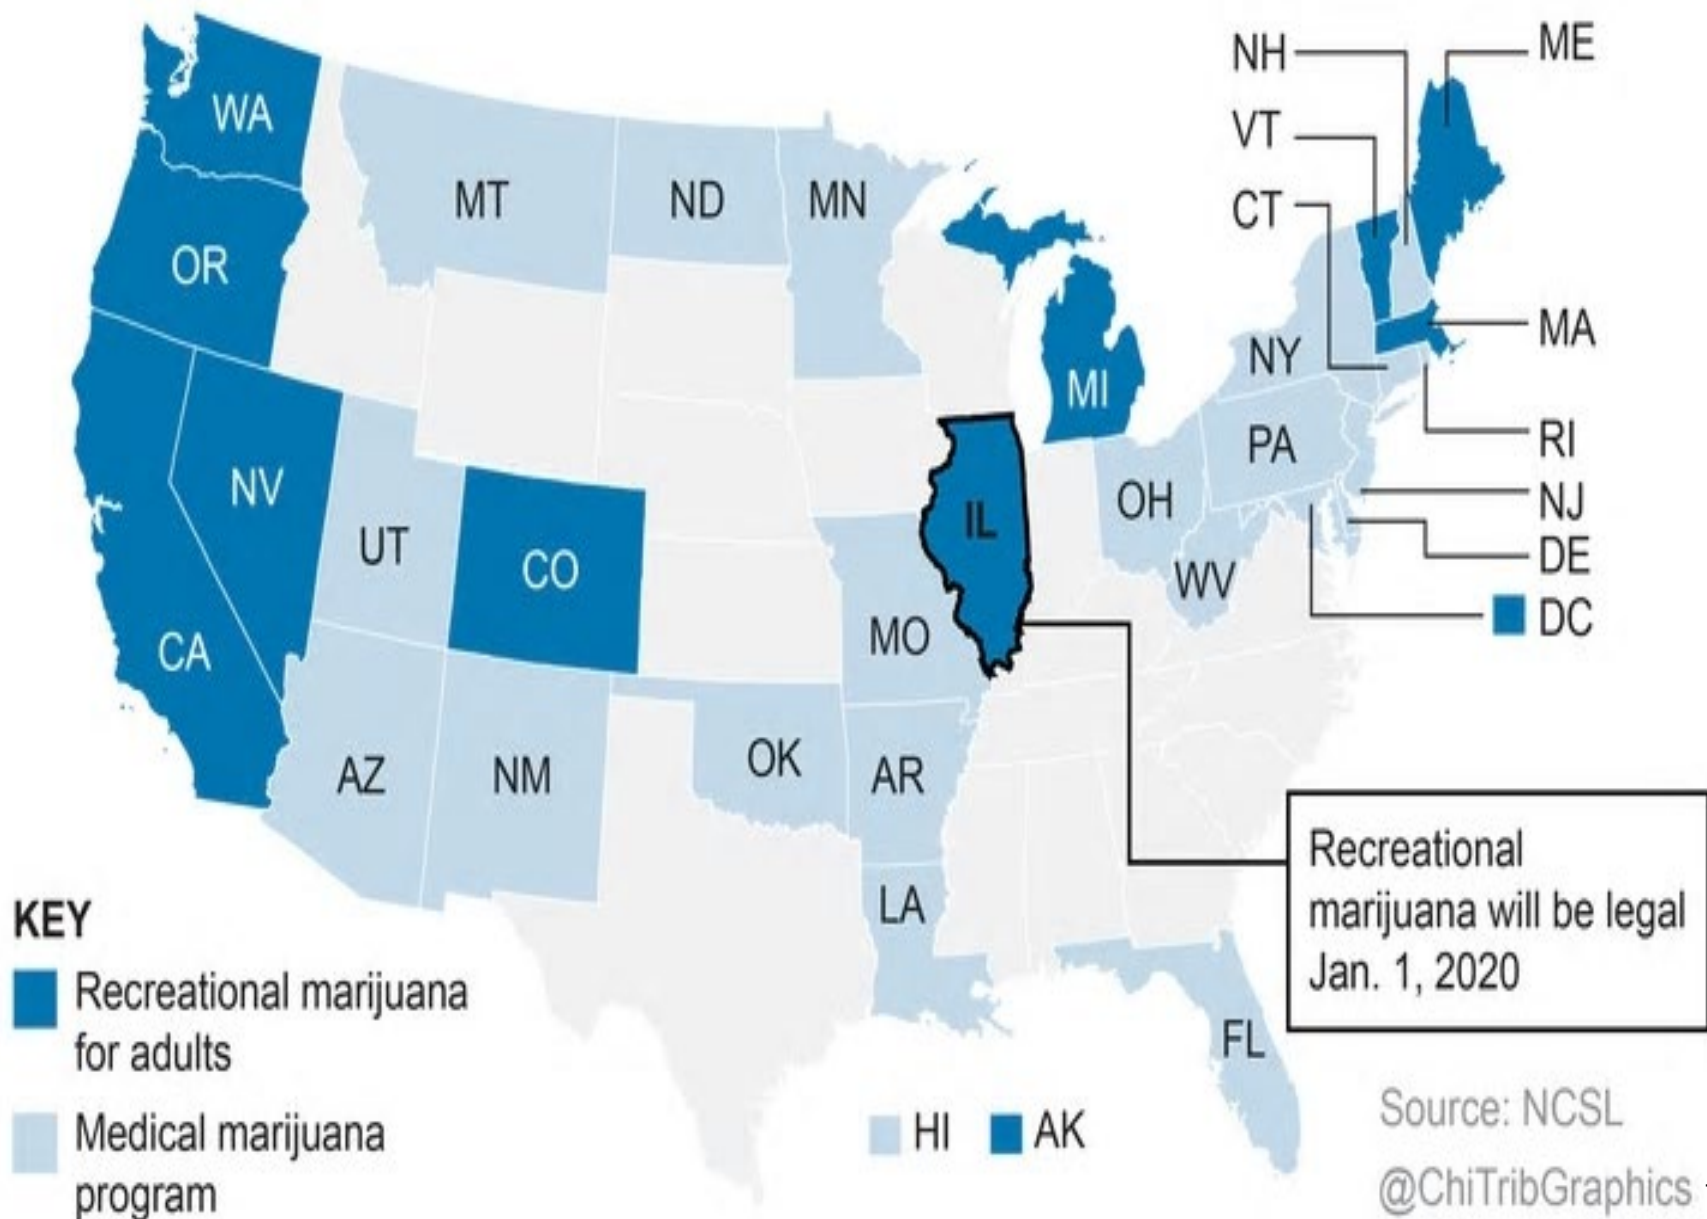 NH
ME
WA
VT
MT
ND
MN
CT
OR
MA
NY
MI
RI
PA
NV
OH
NJ
IL
UT
DE
CO
WV
DC
MO
CA
OK
AZ
NM
AR
Recreational
marijuana will be legal
Jan. 1, 2020
LA
KEY
Recreational marijuana
for adults
FL
Medical marijuana
program
HI
AK
Source: NCSL
@ChiTribGraphics